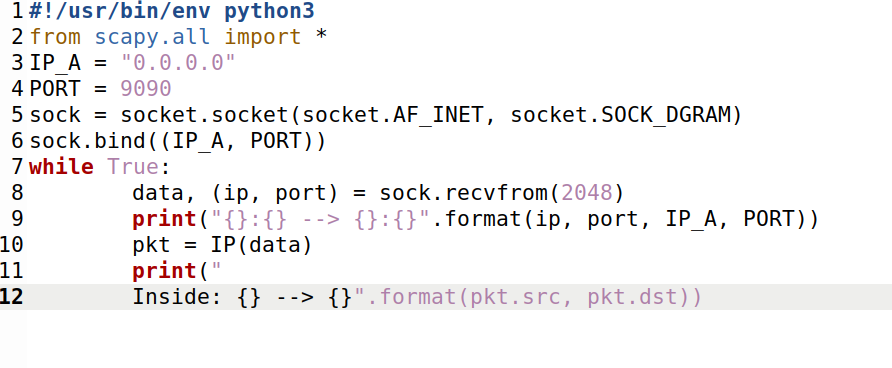 1 #!/usr/bin/env python3
2 from scapy.all import *
3 IP_A = "0.0.0.0"
4 PORT = 9090
5 sock = socket.socket(socket.AF_INET, socket.SOCK_DGRAM)
6 sock.bind((IP_A, PORT))
7 while True:
8         data, (ip, port) = sock.recvfrom(2048)
9         print("{}:{} --> {}:{}".format(ip, port, IP_A, PORT))
10         pkt = IP(data)
11         print("
12         Inside: {} --> {}".format(pkt.src, pkt.dst))